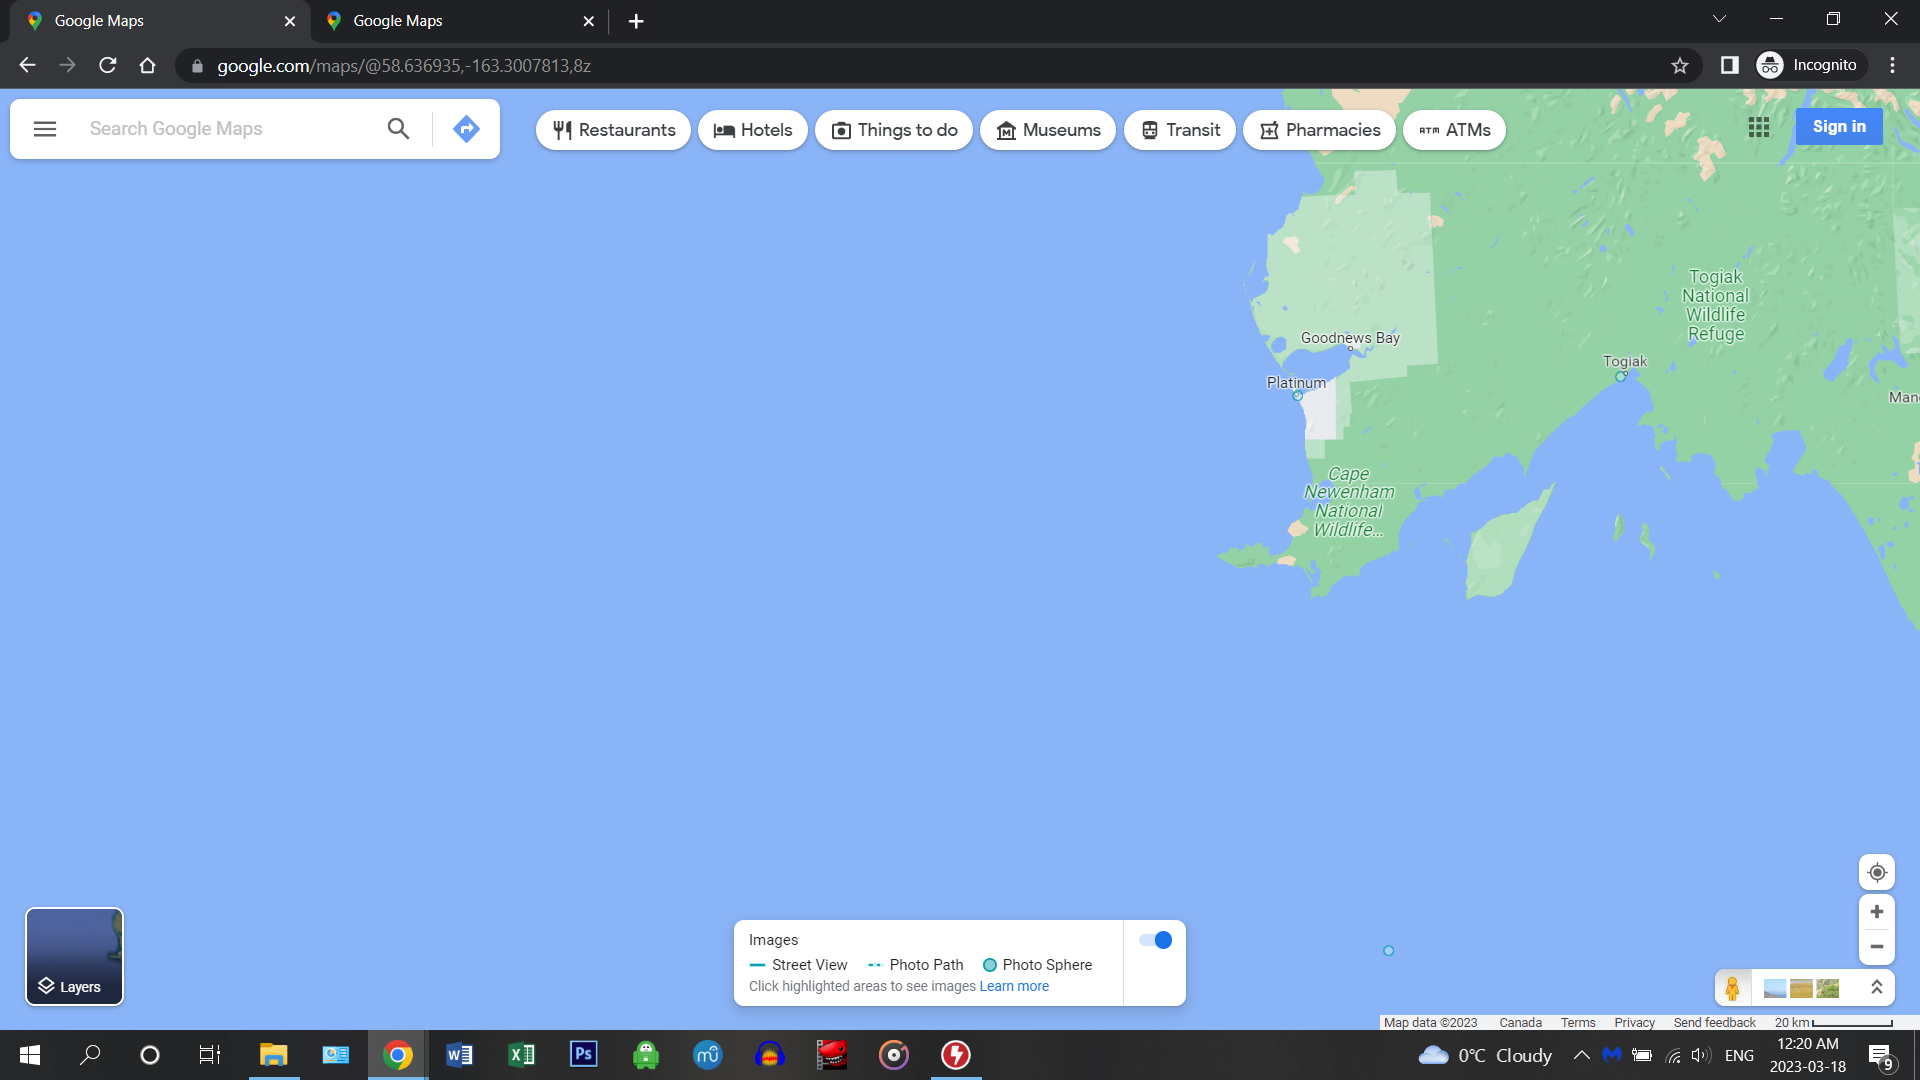 Google Maps
Google Maps
google.com/maps/@58.636935,-163.3007813,8z
Incognito
Search Google Maps
Restaurants
Hotels
Things to do
Museums
Transit
Pharmacies
ATM ATMs
Sign in
Togiak
National
Wildlife
Refuge
Goodnews Bay
Togiak
Platinum
Cape
Newenham
National
Wildlife...
Layers
Images
Street View
Photo Path
Photo Sphere
Click highlighted areas to see images Learn more
Map data ©2023
Canada
Terms
Privacy
Send feedback
20 km
W
X
Ps
mu
0°C Cloudy
ENG
12:20 AM
2023-03-18
9